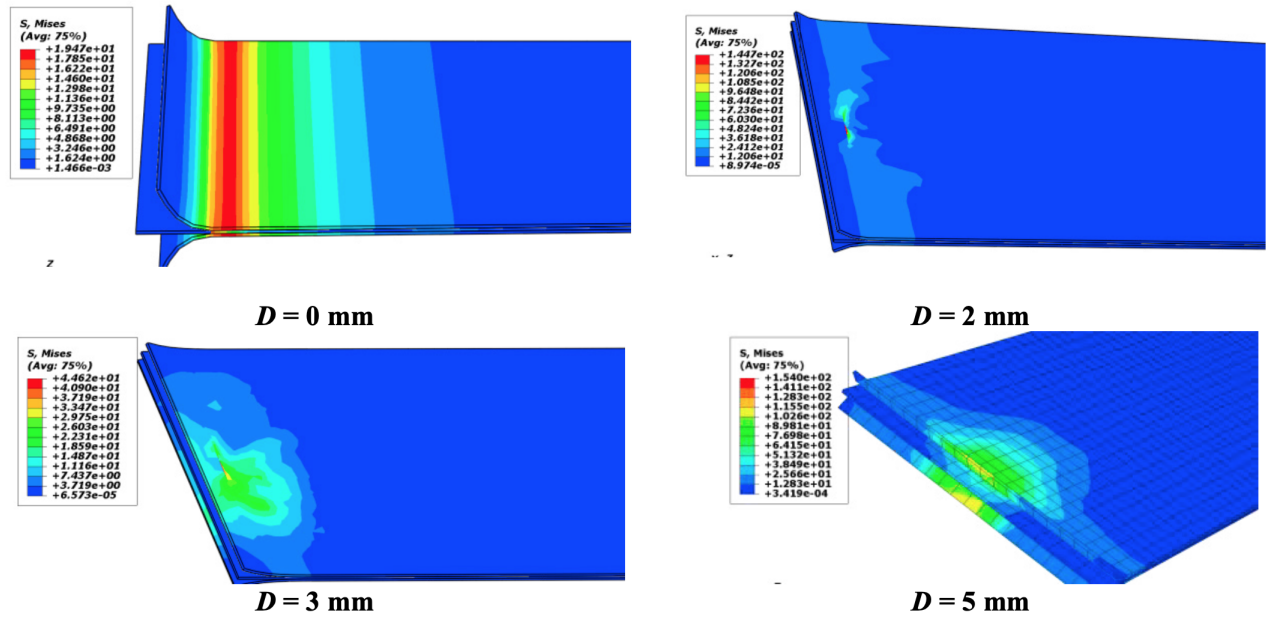 S, Mises
(Avg: 75%)
+1.947e+01
+1.785e+01
+1.622e+01
+1.460e+01
+1.298e+01
+1.136e+01
+9.735e+00
+8.113e+00
+6.491e+00
+4.868e+00
+3.246e+00
+1.624e+00
+1.466e-03
Z
S, Mises
(Avg: 75%)
+1.447e+02
+1.327e+02
+1.206e+02
+1.085e+02
+9.648e+01
+8.442e+01
+7.236e+01
+6.030e+01
+4.824e+01
+3.618e+01
+2.412e+01
+1.206e+01
+8.974e-05
D = 0 mm
D = 2 mm
S, Mises
(Avg: 75%)
+4.462e+01
+4.090e+01
+3.719e+01
+3.347e+01
+2.975e+01
+2.603e+01
+2.231e+01
+1.859e+01
+1.487e+01
+1.116e+01
+7.437e+00
+3.719e+00
+6.573e-05
S, Mises
(Avg: 75%)
+1.540e+02
+1.411e+02
+1.283e+02
+1.155e+02
+1.026e+02
+8.981e+01
+7.698e+01
+6.415e+01
+5.132e+01
+3.849e+01
+2.566e+01
+1.283e+01
+3.419e-04
D = 3 mm
D = 5 mm